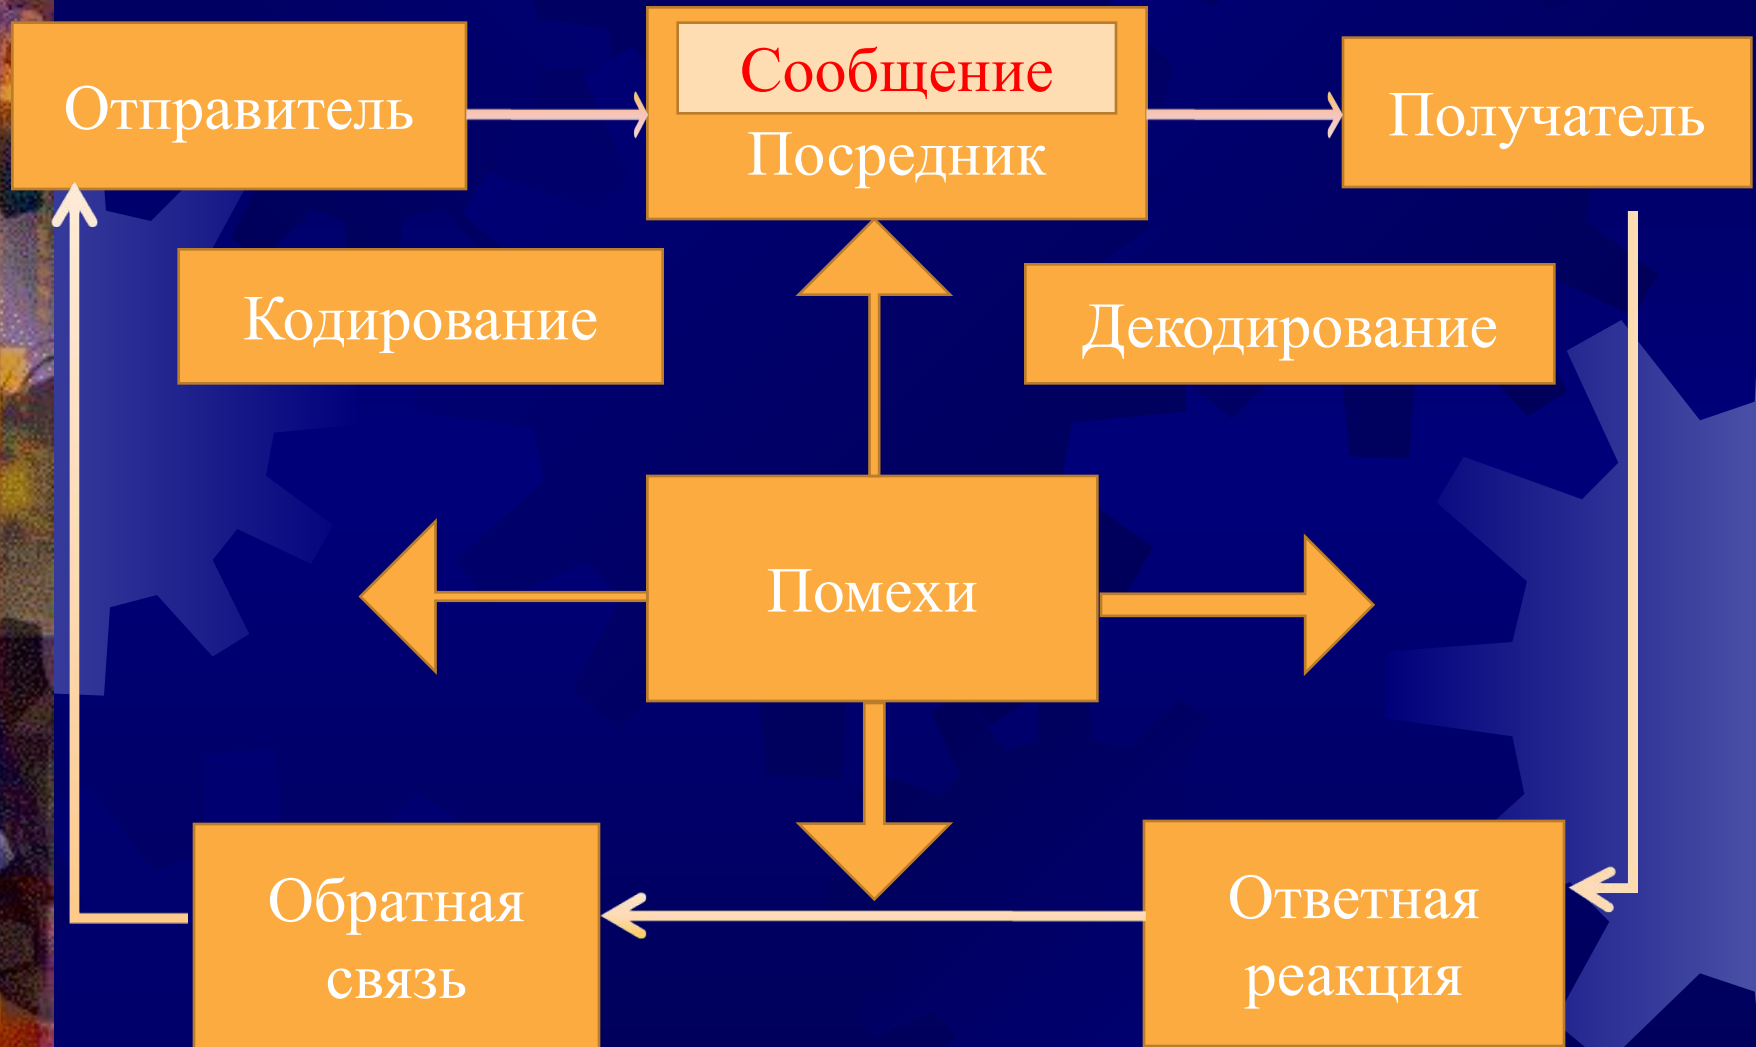 Отправитель
Сообщение
Посредник
Получатель
Кодирование
Декодирование
Помехи
Обратная
связь
Ответная
реакция